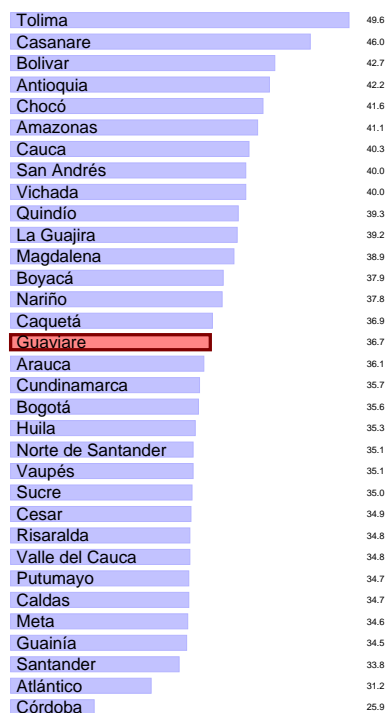 Tolima 49.6
Casanare 46.0
Bolivar 42.7
Antioquia 42.2
Chocó 41.6
Amazonas 41.1
Cauca 40.3
San Andrés 40.0
Vichada 40.0
Quindío 39.3
La Guajira 39.2
Magdalena 38.9
Boyacá 37.9
Nariño 37.8
Caquetá 36.9
Guaviare 36.7
Arauca 36.1
Cundinamarca 35.7
Bogotá 35.6
Huila 35.3
Norte de Santander 35.1
Vaupés 35.1
Sucre 35.0
Cesar 34.9
Risaralda 34.8
Valle del Cauca 34.8
Putumayo 34.7
Caldas 34.7
Meta 34.6
Guainía 34.5
Santander 33.8
Atlántico 31.2
Córdoba 25.9